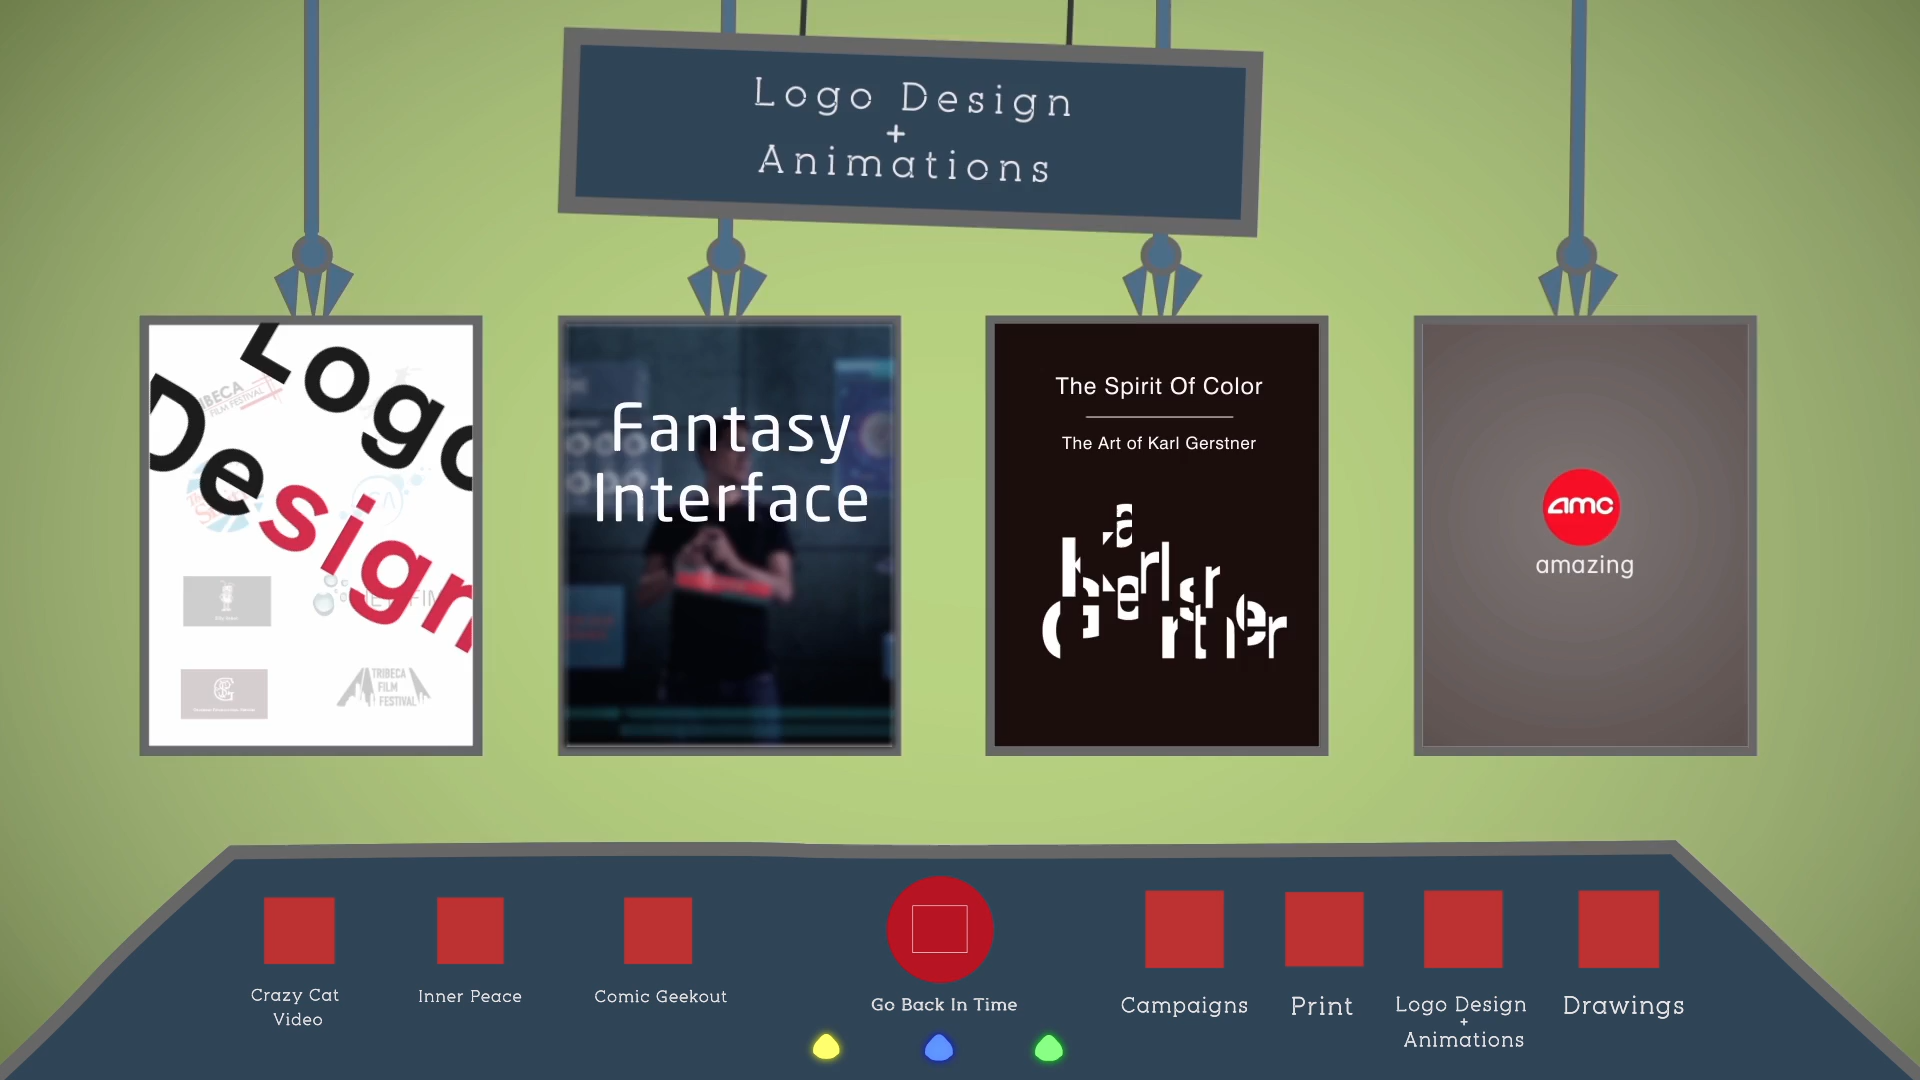 Logo Design
+
Animations
Logo
Design
TRIBECA
FILM
FESTIVAL
Fantasy
Interface
The Spirit Of Color
The Art of Karl Gerstner
Karl
Gerstner
amc
amazing
Crazy Cat
Video
Inner Peace
Comic Geekout
Go Back In Time
Campaigns
Print
Logo Design
+
Animations
Drawings